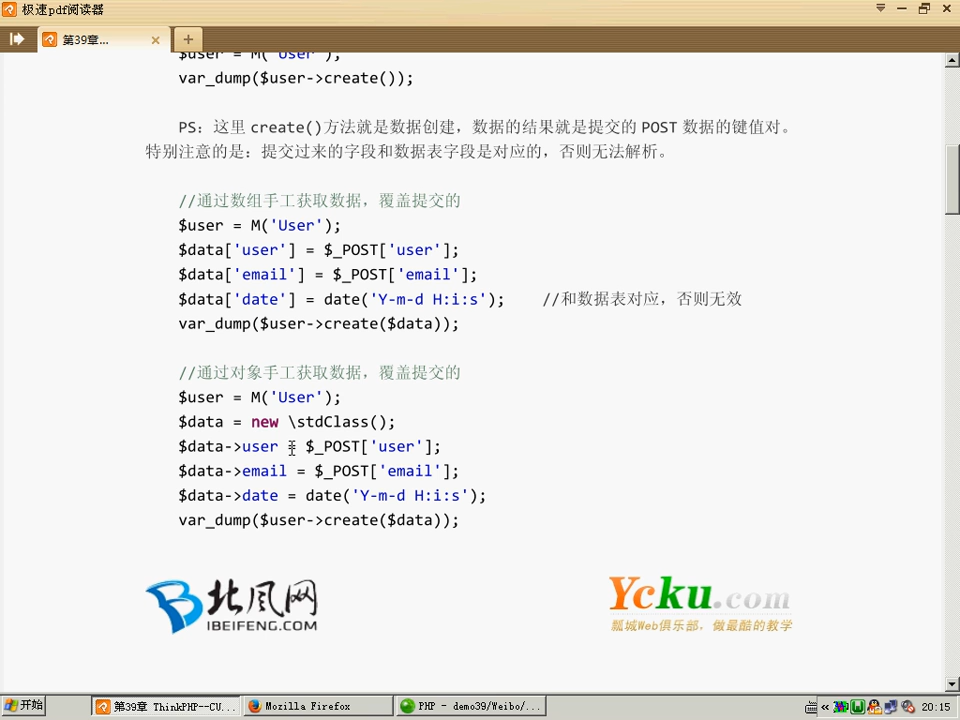 极速pdf阅读器
第39章...
$user = M('User');
var_dump($user->create());
PS：这里 create()方法就是数据创建，数据的结果就是提交的 POST 数据的键值对。
特别注意的是：提交过来的字段和数据表字段是对应的，否则无法解析。
//通过数组手工获取数据，覆盖提交的
$user = M('User');
$data['user'] = $_POST['user'];
$data['email'] = $_POST['email'];
$data['date'] = date('Y-m-d H:i:s'); //和数据表对应，否则无效
var_dump($user->create($data));
//通过对象手工获取数据，覆盖提交的
$user = M('User');
$data = new \stdClass();
$data->user = $_POST['user'];
$data->email = $_POST['email'];
$data->date = date('Y-m-d H:i:s');
var_dump($user->create($data));
北风网
IBEIFENG.COM
Ycku.com
瓢城Web俱乐部，做最酷的教学
开始
第39章 ThinkPHP--CU...
Mozilla Firefox
PHP - demo39/Weibo/...
20:15